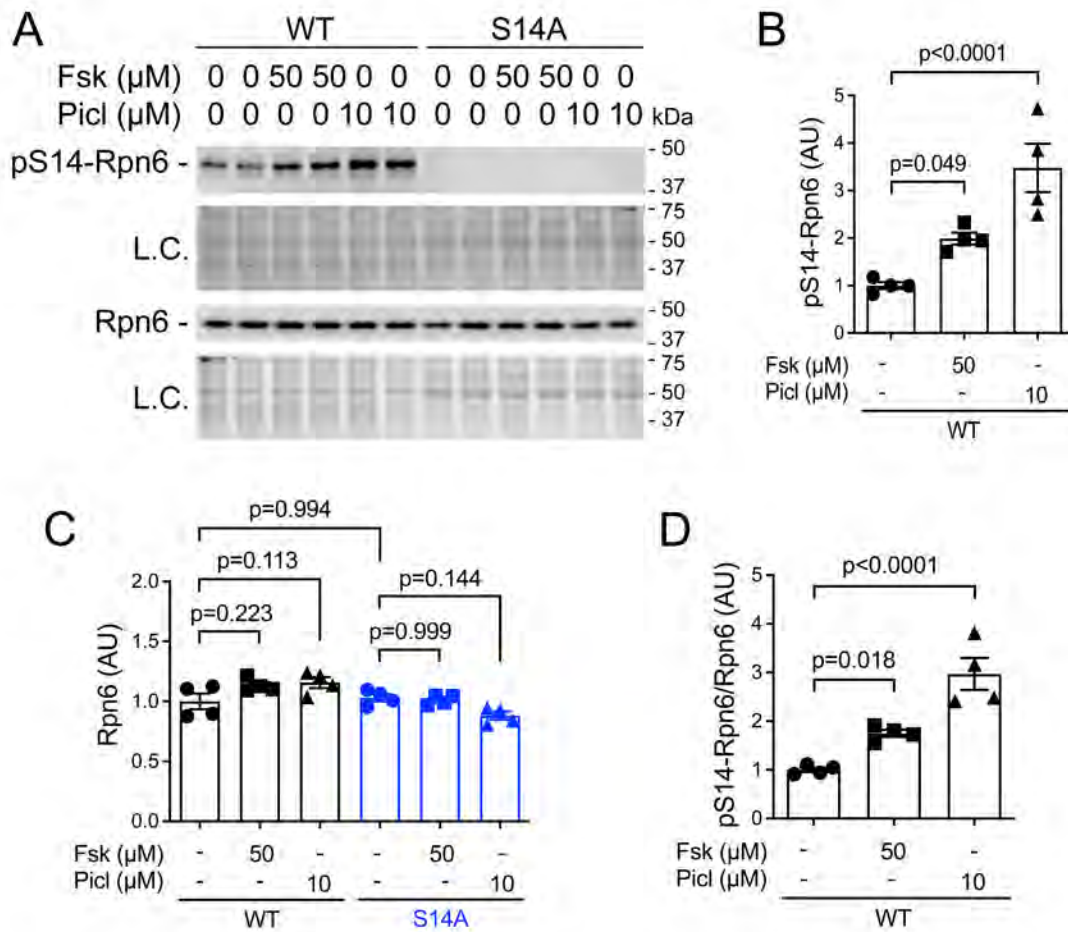 A
WT S14A
Fsk (µM) 0 0 50 50 0 0 0 0 50 50 0 0
Picl (µM) 0 0 0 0 10 10 0 0 0 0 10 10 kDa
pS14-Rpn6 - - 50
- 37
L.C. - 75
- 50
- 37
Rpn6 - - 50
- 37
L.C. - 75
- 50
- 37
B
p<0.0001
p=0.049
pS14-Rpn6 (AU)
5
4
3
2
1
0
Fsk (µM) - 50 -
Picl (µM) - - 10
WT
C
p=0.994
p=0.113
p=0.144
p=0.223
p=0.999
Rpn6 (AU)
2.0
1.5
1.0
0.5
0.0
Fsk (µM) - 50 - - 50 -
Picl (µM) - - 10 - - 10
WT S14A
D
p<0.0001
p=0.018
pS14-Rpn6/Rpn6 (AU)
5
4
3
2
1
0
Fsk (µM) - 50 -
Picl (µM) - - 10
WT